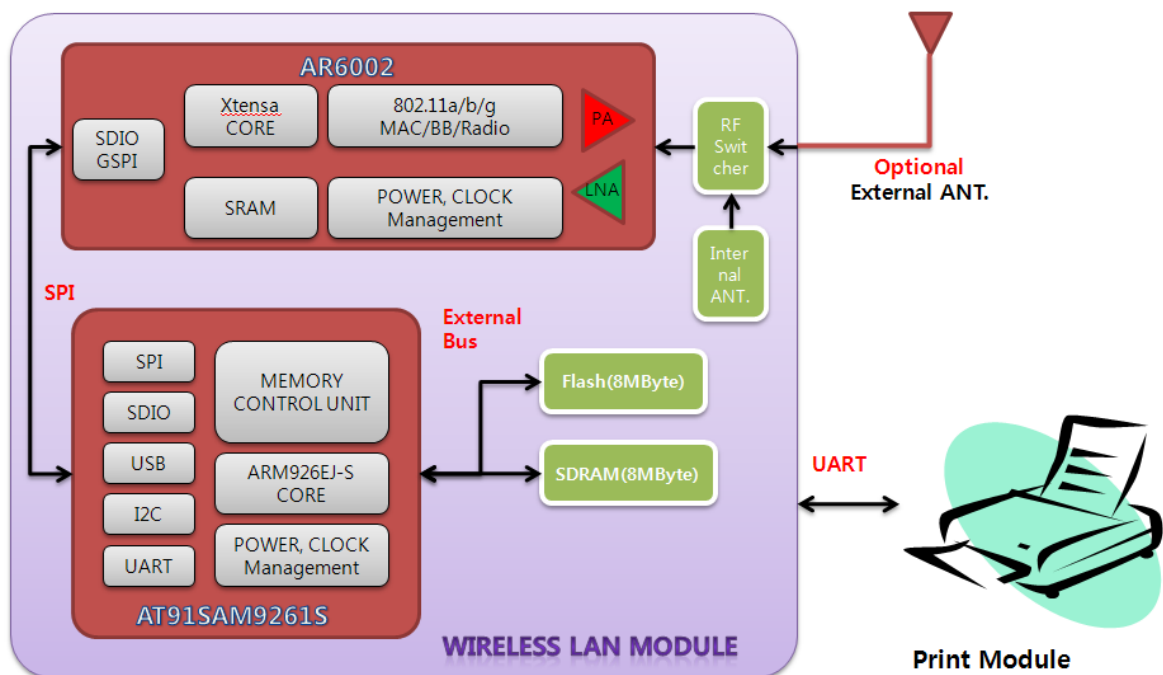 AR6002
Xtensa
CORE
802.11a/b/g
MAC/BB/Radio
PA
SDIO
GSPI
SRAM
POWER, CLOCK
Management
LNA
RF
Swit
cher
Optional
External ANT.
Inter
nal
ANT.
SPI
External
Bus
SPI
SDIO
USB
I2C
UART
MEMORY
CONTROL UNIT
ARM926EJ-S
CORE
POWER, CLOCK
Management
AT91SAM9261S
Flash(8MByte)
SDRAM(8MByte)
UART
WIRELESS LAN MODULE
Print Module